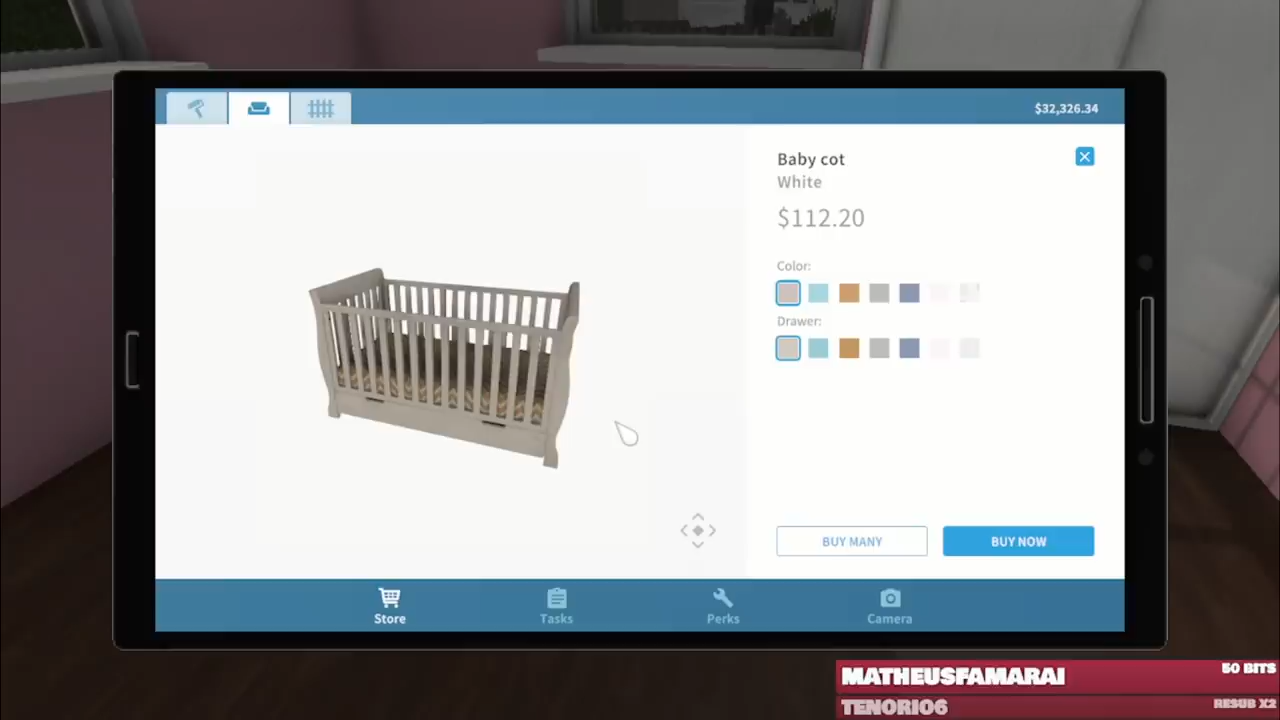 $32,326.34
Baby cot
White
$112.20
Color:
Drawer:
BUY MANY
BUY NOW
Store
Tasks
Perks
Camera
MATHEUSFAMARAI
50 BITS
TENORIO6
RESUB X2